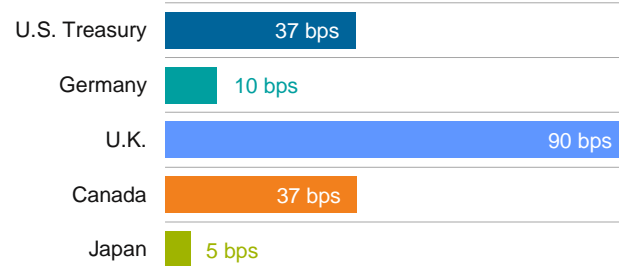 U.S. Treasury 37 bps
Germany 10 bps
U.K. 90 bps
Canada 37 bps
Japan 5 bps